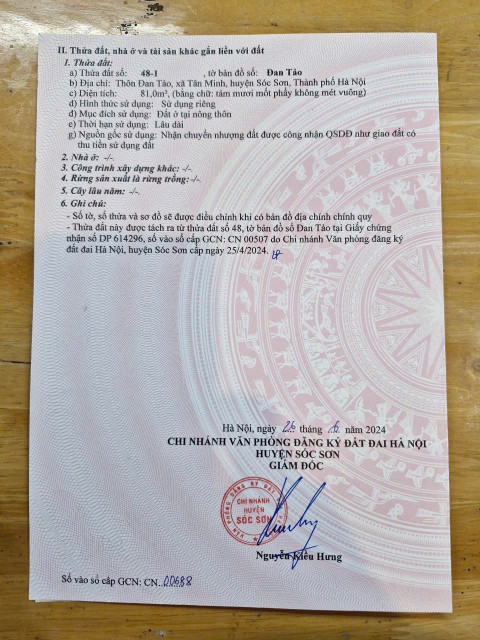 II. Thửa đất, nhà ở và tài sản khác gắn liền với đất
1. Thửa đất:
a) Thửa đất số: 48-1 , tờ bản đồ số: Đan Tảo
b) Địa chỉ: Thôn Đan Tảo, xã Tân Minh, huyện Sóc Sơn, Thành phố Hà Nội
c) Diện tích: 81,0m², (bằng chữ: tám mươi mốt phẩy không mét vuông)
d) Hình thức sử dụng: Sử dụng riêng
đ) Mục đích sử dụng: Đất ở tại nông thôn
e) Thời hạn sử dụng: Lâu dài
g) Nguồn gốc sử dụng: Nhận chuyển nhượng đất được công nhận QSDĐ như giao đất có
thu tiền sử dụng đất
2. Nhà ở: -/-
3. Công trình xây dựng khác: -/-
4. Rừng sản xuất là rừng trồng: -/-
5. Cây lâu năm: -/-
6. Ghi chú:
- Số tờ, số thửa và sơ đồ sẽ được điều chỉnh khi có bản đồ địa chính chính quy
- Thửa đất này được tách ra từ thửa đất số 48, tờ bản đồ số Đan Tảo tại Giấy chứng
nhận số DP 614296, số vào sổ cấp GCN: CN 00507 do Chi nhánh Văn phòng đăng ký
đất đai Hà Nội, huyện Sóc Sơn cấp ngày 25/4/2024.
Hà Nội, ngày 26 tháng 6 năm 2024
CHI NHÁNH VĂN PHÒNG ĐĂNG KÝ ĐẤT ĐAI HÀ NỘI
HUYỆN SÓC SƠN
GIÁM ĐỐC
CHI NHÁNH
HUYỆN
SÓC SƠN
Nguyễn Kiều Hưng
Số vào sổ cấp GCN: CN..00688